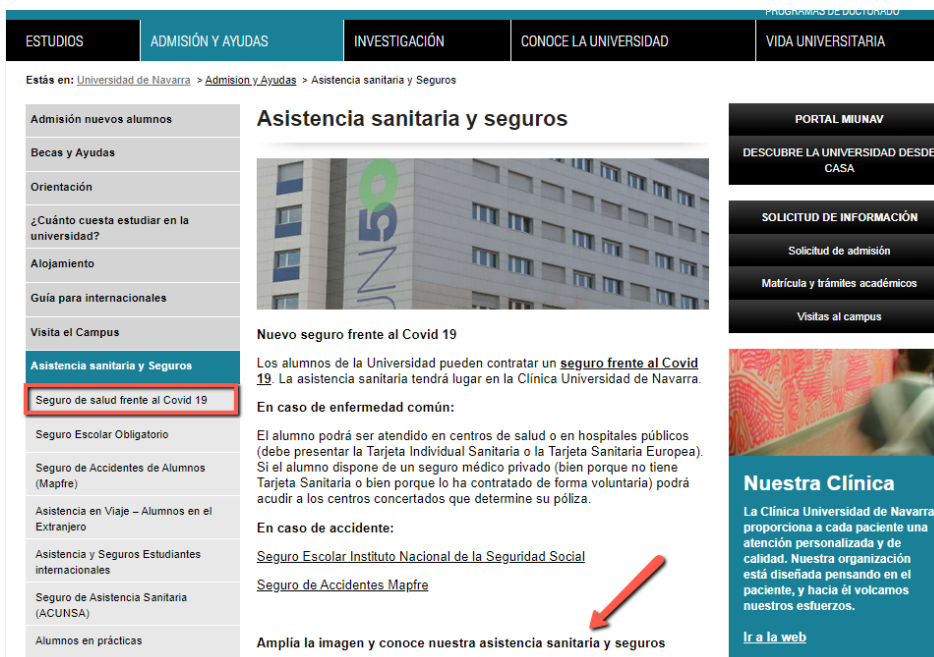 PROGRAMAS DE DOCTORADO
ESTUDIOS
ADMISIÓN Y AYUDAS
INVESTIGACIÓN
CONOCE LA UNIVERSIDAD
VIDA UNIVERSITARIA
Estás en: Universidad de Navarra > Admision y Ayudas > Asistencia sanitaria y Seguros
Admisión nuevos alumnos
Becas y Ayudas
Orientación
¿Cuánto cuesta estudiar en la
universidad?
Alojamiento
Guía para internacionales
Visita el Campus
Asistencia sanitaria y Seguros
Seguro de salud frente al Covid 19
Seguro Escolar Obligatorio
Seguro de Accidentes de Alumnos
(Mapfre)
Asistencia en Viaje – Alumnos en el
Extranjero
Asistencia y Seguros Estudiantes
internacionales
Seguro de Asistencia Sanitaria
(ACUNSA)
Alumnos en prácticas
Asistencia sanitaria y seguros
UN50
Nuevo seguro frente al Covid 19
Los alumnos de la Universidad pueden contratar un seguro frente al Covid
19. La asistencia sanitaria tendrá lugar en la Clínica Universidad de Navarra.
En caso de enfermedad común:
El alumno podrá ser atendido en centros de salud o en hospitales públicos
(debe presentar la Tarjeta Individual Sanitaria o la Tarjeta Sanitaria Europea).
Si el alumno dispone de un seguro médico privado (bien porque no tiene
Tarjeta Sanitaria o bien porque lo ha contratado de forma voluntaria) podrá
acudir a los centros concertados que determine su póliza.
En caso de accidente:
Seguro Escolar Instituto Nacional de la Seguridad Social
Seguro de Accidentes Mapfre
Amplía la imagen y conoce nuestra asistencia sanitaria y seguros
PORTAL MIUNAV
DESCUBRE LA UNIVERSIDAD DESDE
CASA
SOLICITUD DE INFORMACIÓN
Solicitud de admisión
Matrícula y trámites académicos
Visitas al campus
Nuestra Clínica
La Clínica Universidad de Navarra
proporciona a cada paciente una
atención personalizada y de
calidad. Nuestra organización
está diseñada pensando en el
paciente, y hacia él volcamos
nuestros esfuerzos.
Ir a la web